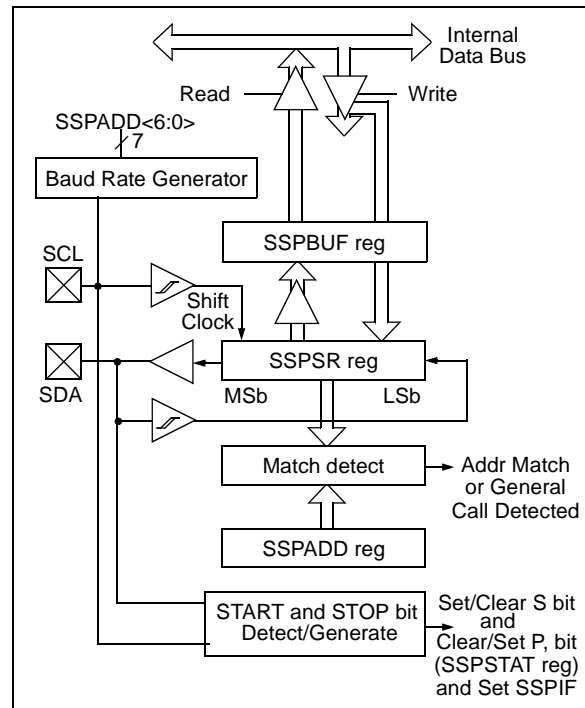 Internal
Data Bus
Read
Write
SSPADD<6:0>
7
Baud Rate Generator
SSPBUF reg
SCL
Shift
Clock
SSPSR reg
SDA
MSb
LSb
Match detect
Addr Match
or General
Call Detected
SSPADD reg
START and STOP bit
Detect/Generate
Set/Clear S bit
and
Clear/Set P, bit
(SSPSTAT reg)
and Set SSPIF